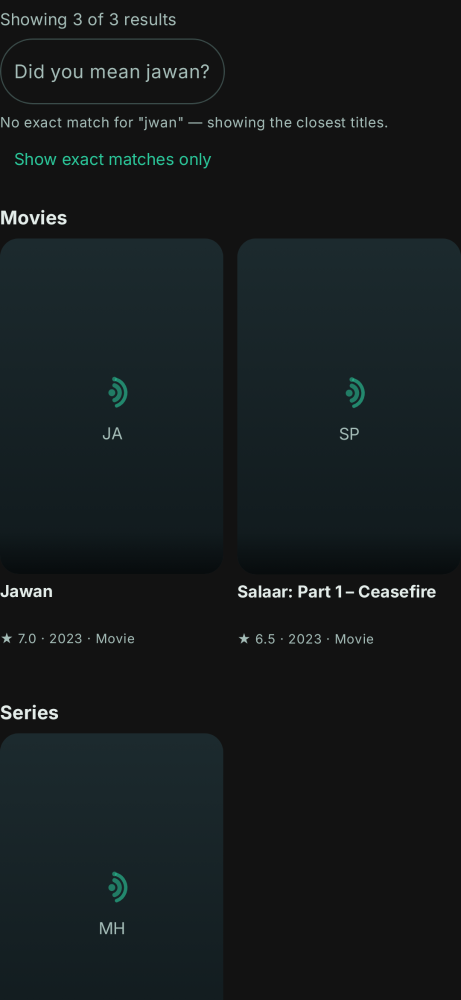 Showing 3 of 3 results
Did you mean jawan?
No exact match for "jwan" — showing the closest titles.
Show exact matches only
Movies
JA
SP
Jawan
Salaar: Part 1 – Ceasefire
★ 7.0 · 2023 · Movie
★ 6.5 · 2023 · Movie
Series
MH